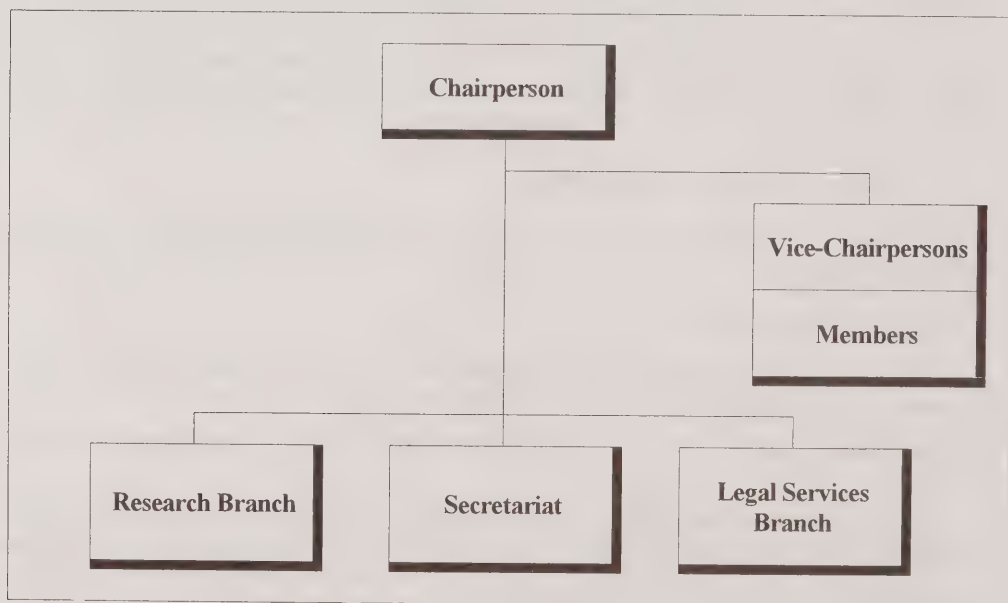 Chairperson
Vice-Chairpersons
Members
Research Branch
Secretariat
Legal Services
Branch